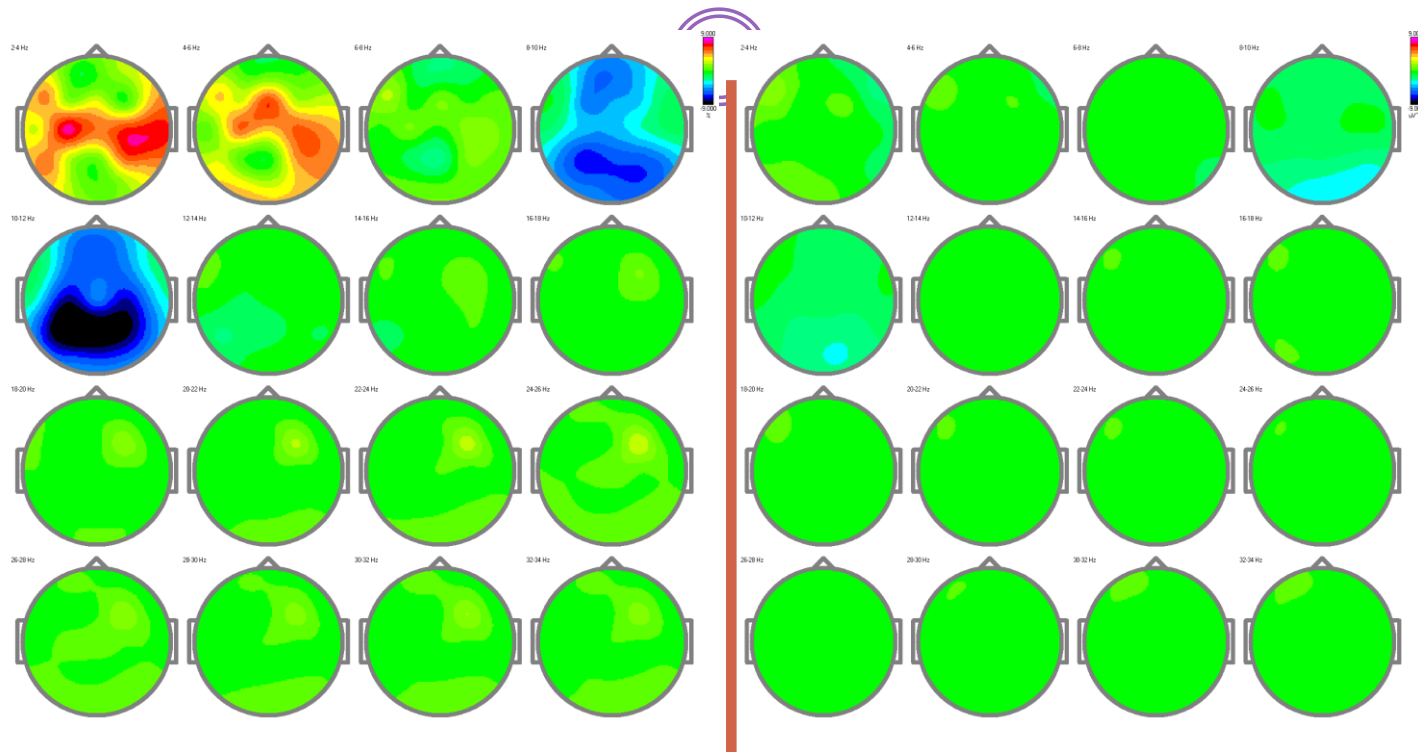 2-4 Hz
4-6 Hz
6-8 Hz
8-10 Hz
9.000
-9.000
10-12 Hz
12-14 Hz
14-16 Hz
16-18 Hz
18-20 Hz
20-22 Hz
22-24 Hz
24-26 Hz
26-28 Hz
28-30 Hz
30-32 Hz
32-34 Hz
2-4 Hz
4-6 Hz
6-8 Hz
8-10 Hz
10-12 Hz
12-14 Hz
14-16 Hz
16-18 Hz
18-20 Hz
20-22 Hz
22-24 Hz
24-26 Hz
26-28 Hz
28-30 Hz
30-32 Hz
32-34 Hz